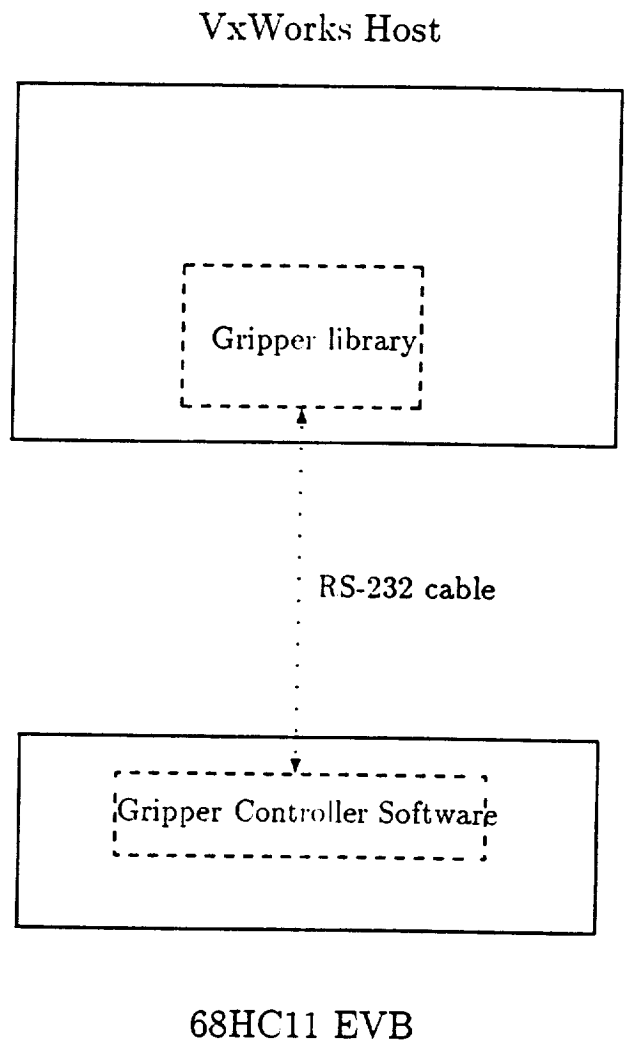 VxWorks Host
Gripper library
RS-232 cable
Gripper Controller Software
68HC11 EVB